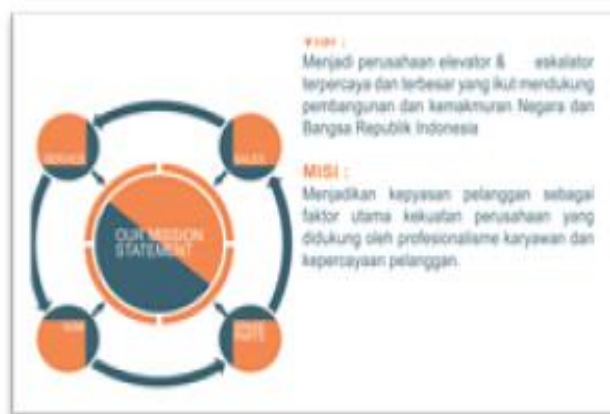 Menjadi perusahaan elevator & eskalator
terpercaya dan terbesar yang ikut mendukung
pembangunan dan kemakmuran Negara dan
Bangsa Republik Indonesia
MISI :
Menjadikan kepyasan pelanggan sebagai
faktor utama kekuatan perusahaan yang
didukung oleh profesionalisme karyawan dan
kepercayaan pelanggan.
SERVICE
SALES
OUR MISSION
STATEMENT
PARTS